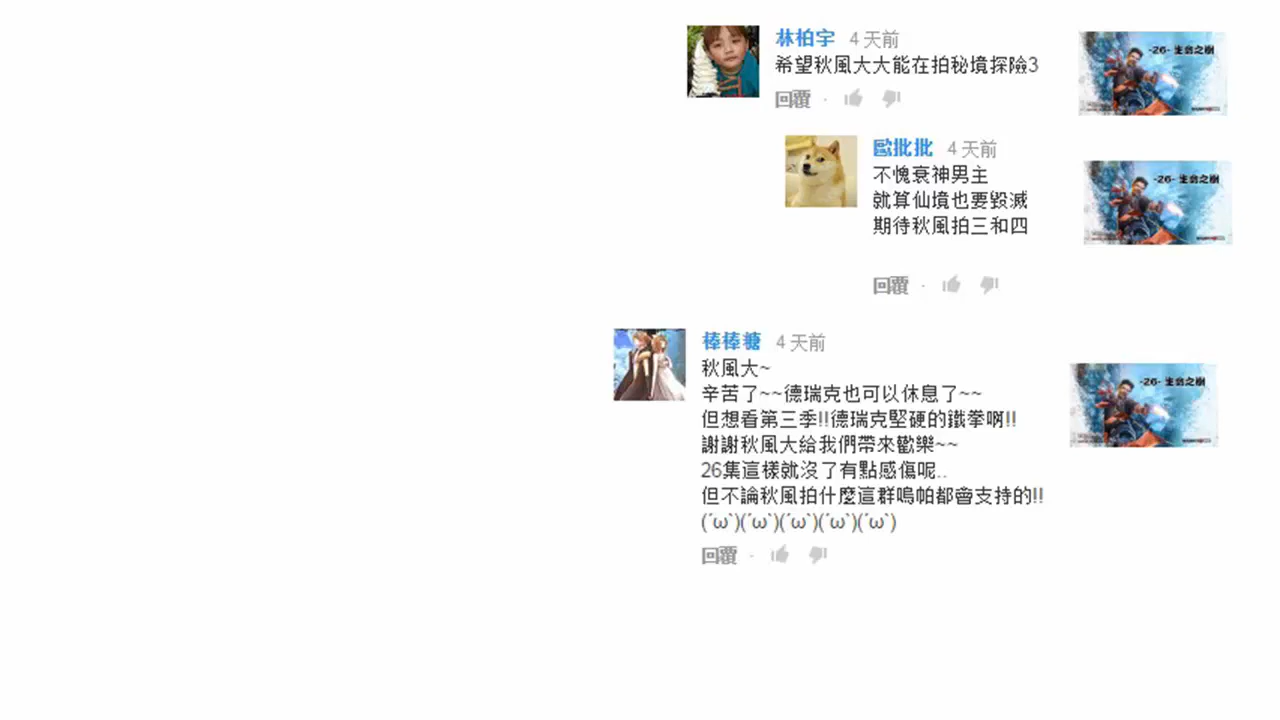 林柏宇 4 天前
希望秋風大大能在拍秘境探險3
回覆 ·
-26- 生命之樹
歐批批 4 天前
不愧衰神男主
就算仙境也要毀滅
期待秋風拍三和四
回覆 ·
-26- 生命之樹
棒棒糖 4 天前
秋風大~
辛苦了~~德瑞克也可以休息了~~
但想看第三季!!德瑞克堅硬的鐵拳啊!!
謝謝秋風大給我們帶來歡樂~~
26集這樣就沒了有點感傷呢..
但不論秋風拍什麼這群嗚帕都會支持的!!
(´ω`)(´ω`)(´ω`)(´ω`)(´ω`)
回覆 ·
-26- 生命之樹